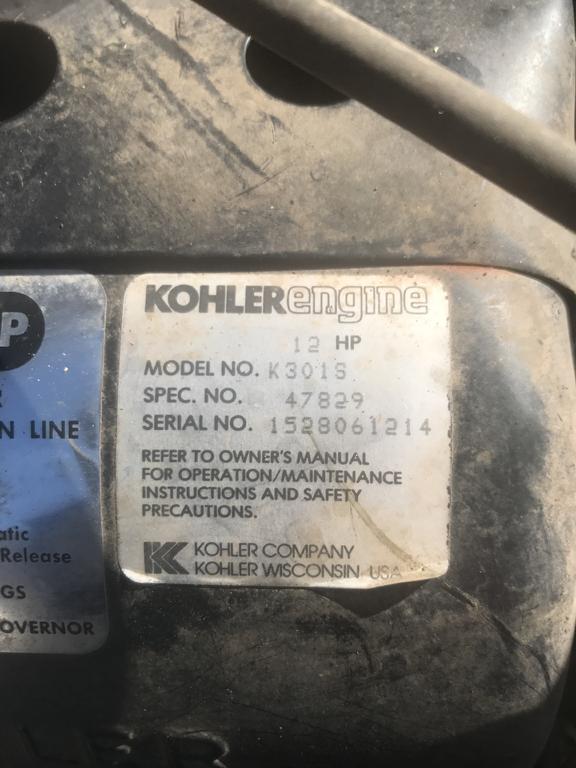 KOHLERengine
12 HP
MODEL NO. K301S
SPEC. NO. 47829
SERIAL NO. 1528061214
REFER TO OWNER'S MANUAL
FOR OPERATION/MAINTENANCE
INSTRUCTIONS AND SAFETY
PRECAUTIONS.
KOHLER COMPANY
KOHLER WISCONSIN USA
P
R
N LINE
atic
Release
GS
OVERNOR